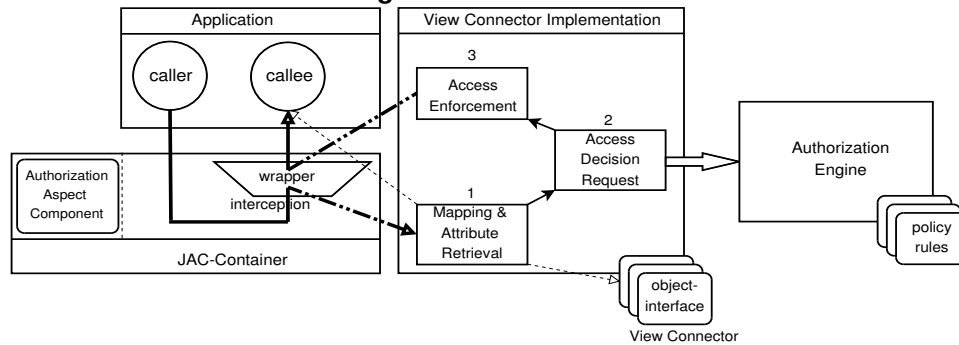 Application
caller
callee
Authorization
Aspect
Component
wrapper
interception
JAC-Container
View Connector Implementation
3
Access
Enforcement
2
Access
Decision
Request
1
Mapping &
Attribute
Retrieval
object-
interface
View Connector
Authorization
Engine
policy
rules